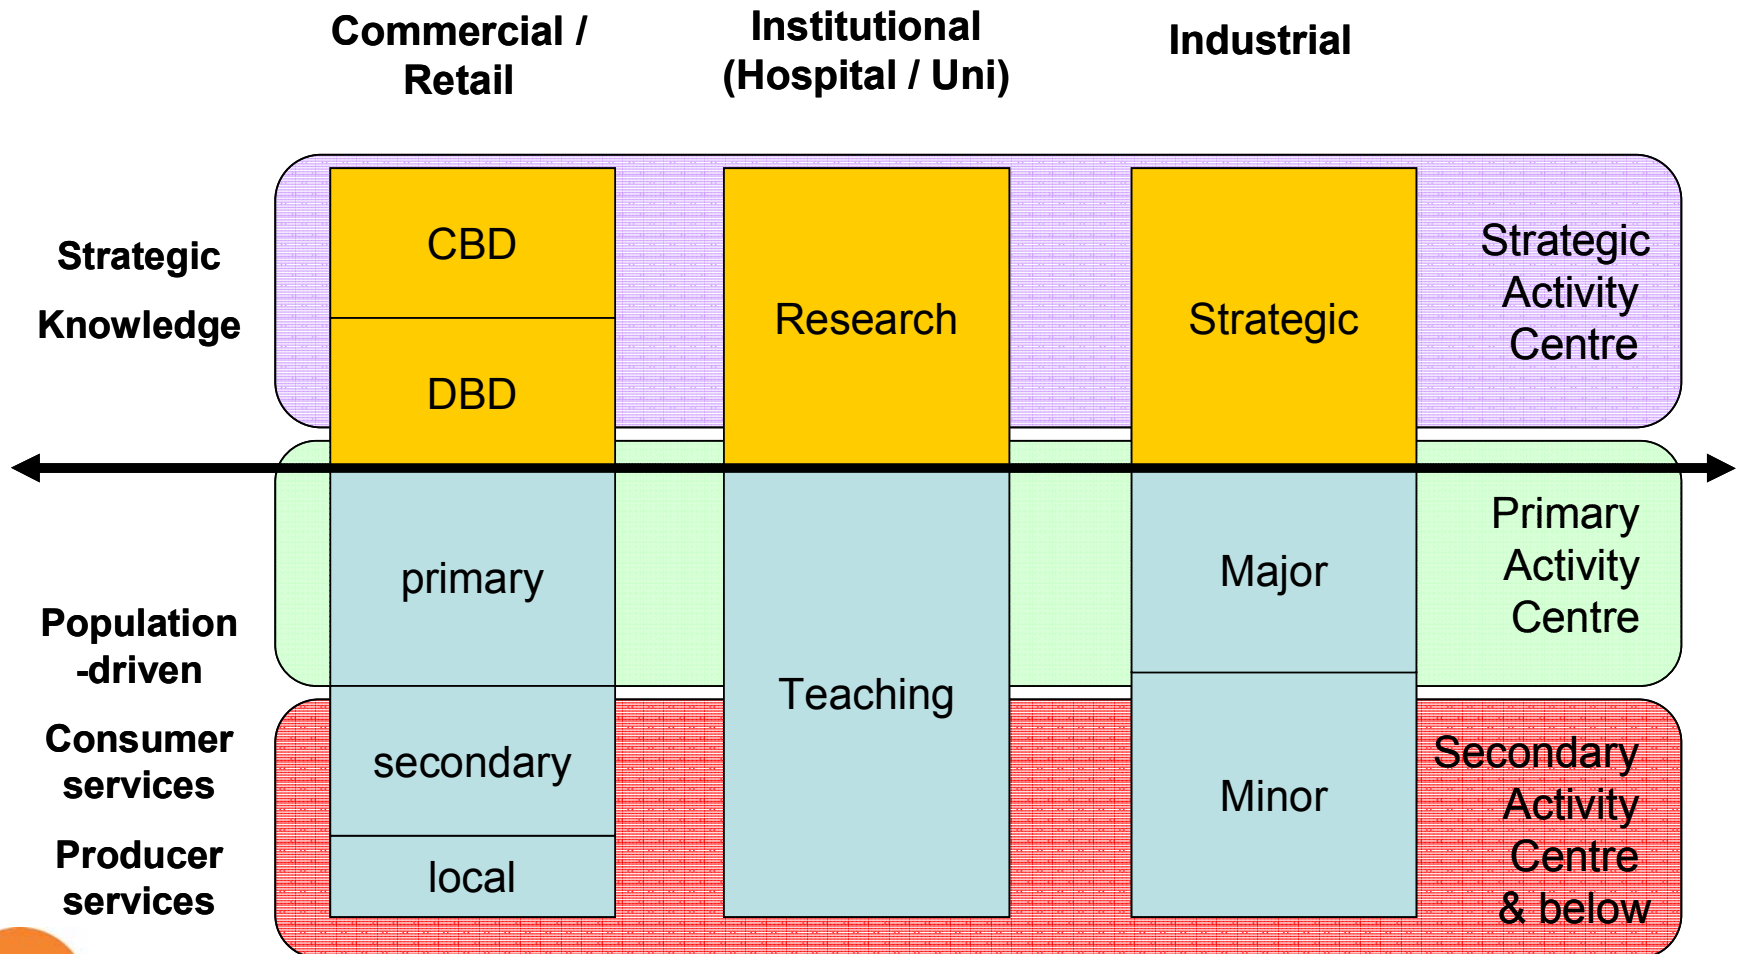 Commercial /
Retail
Institutional
(Hospital / Uni)
Industrial
Strategic
Knowledge
CBD
DBD
Research
Strategic
Strategic
Activity
Centre
Population
-driven
Consumer
services
Producer
services
primary
secondary
local
Teaching
Major
Minor
Primary
Activity
Centre
Secondary
Activity
Centre
& below